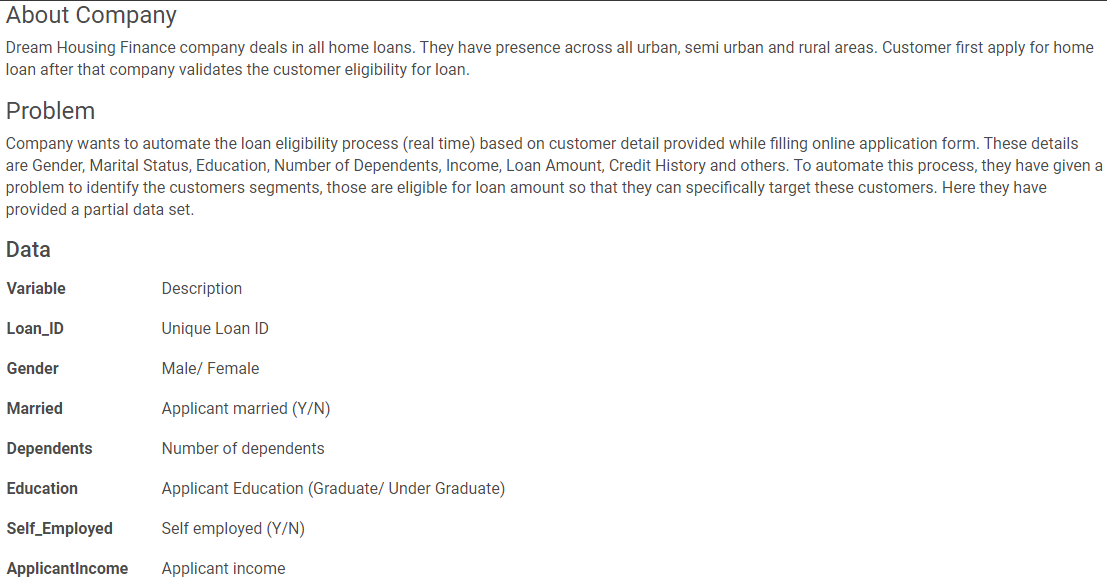 About Company
Dream Housing Finance company deals in all home loans. They have presence across all urban, semi urban and rural areas. Customer first apply for home
loan after that company validates the customer eligibility for loan.
Problem
Company wants to automate the loan eligibility process (real time) based on customer detail provided while filling online application form. These details
are Gender, Marital Status, Education, Number of Dependents, Income, Loan Amount, Credit History and others. To automate this process, they have given a
problem to identify the customers segments, those are eligible for loan amount so that they can specifically target these customers. Here they have
provided a partial data set.
Data
Variable Description
Loan_ID Unique Loan ID
Gender Male/ Female
Married Applicant married (Y/N)
Dependents Number of dependents
Education Applicant Education (Graduate/ Under Graduate)
Self_Employed Self employed (Y/N)
ApplicantIncome Applicant income